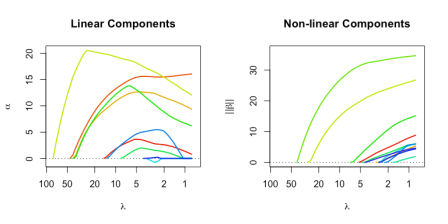 Linear Components
Non-linear Components
α
20
15
10
5
0
100 50 20 10 5 2 1
λ
30
20
10
0
100 50 20 10 5 2 1
λ